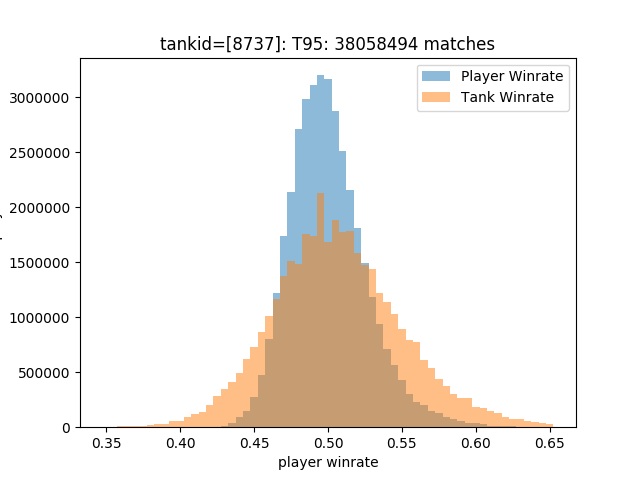 tankid=[8737]: T95: 38058494 matches
Player Winrate
Tank Winrate
3000000
2500000
2000000
1500000
1000000
500000
0
0.35 0.40 0.45 0.50 0.55 0.60 0.65
player winrate